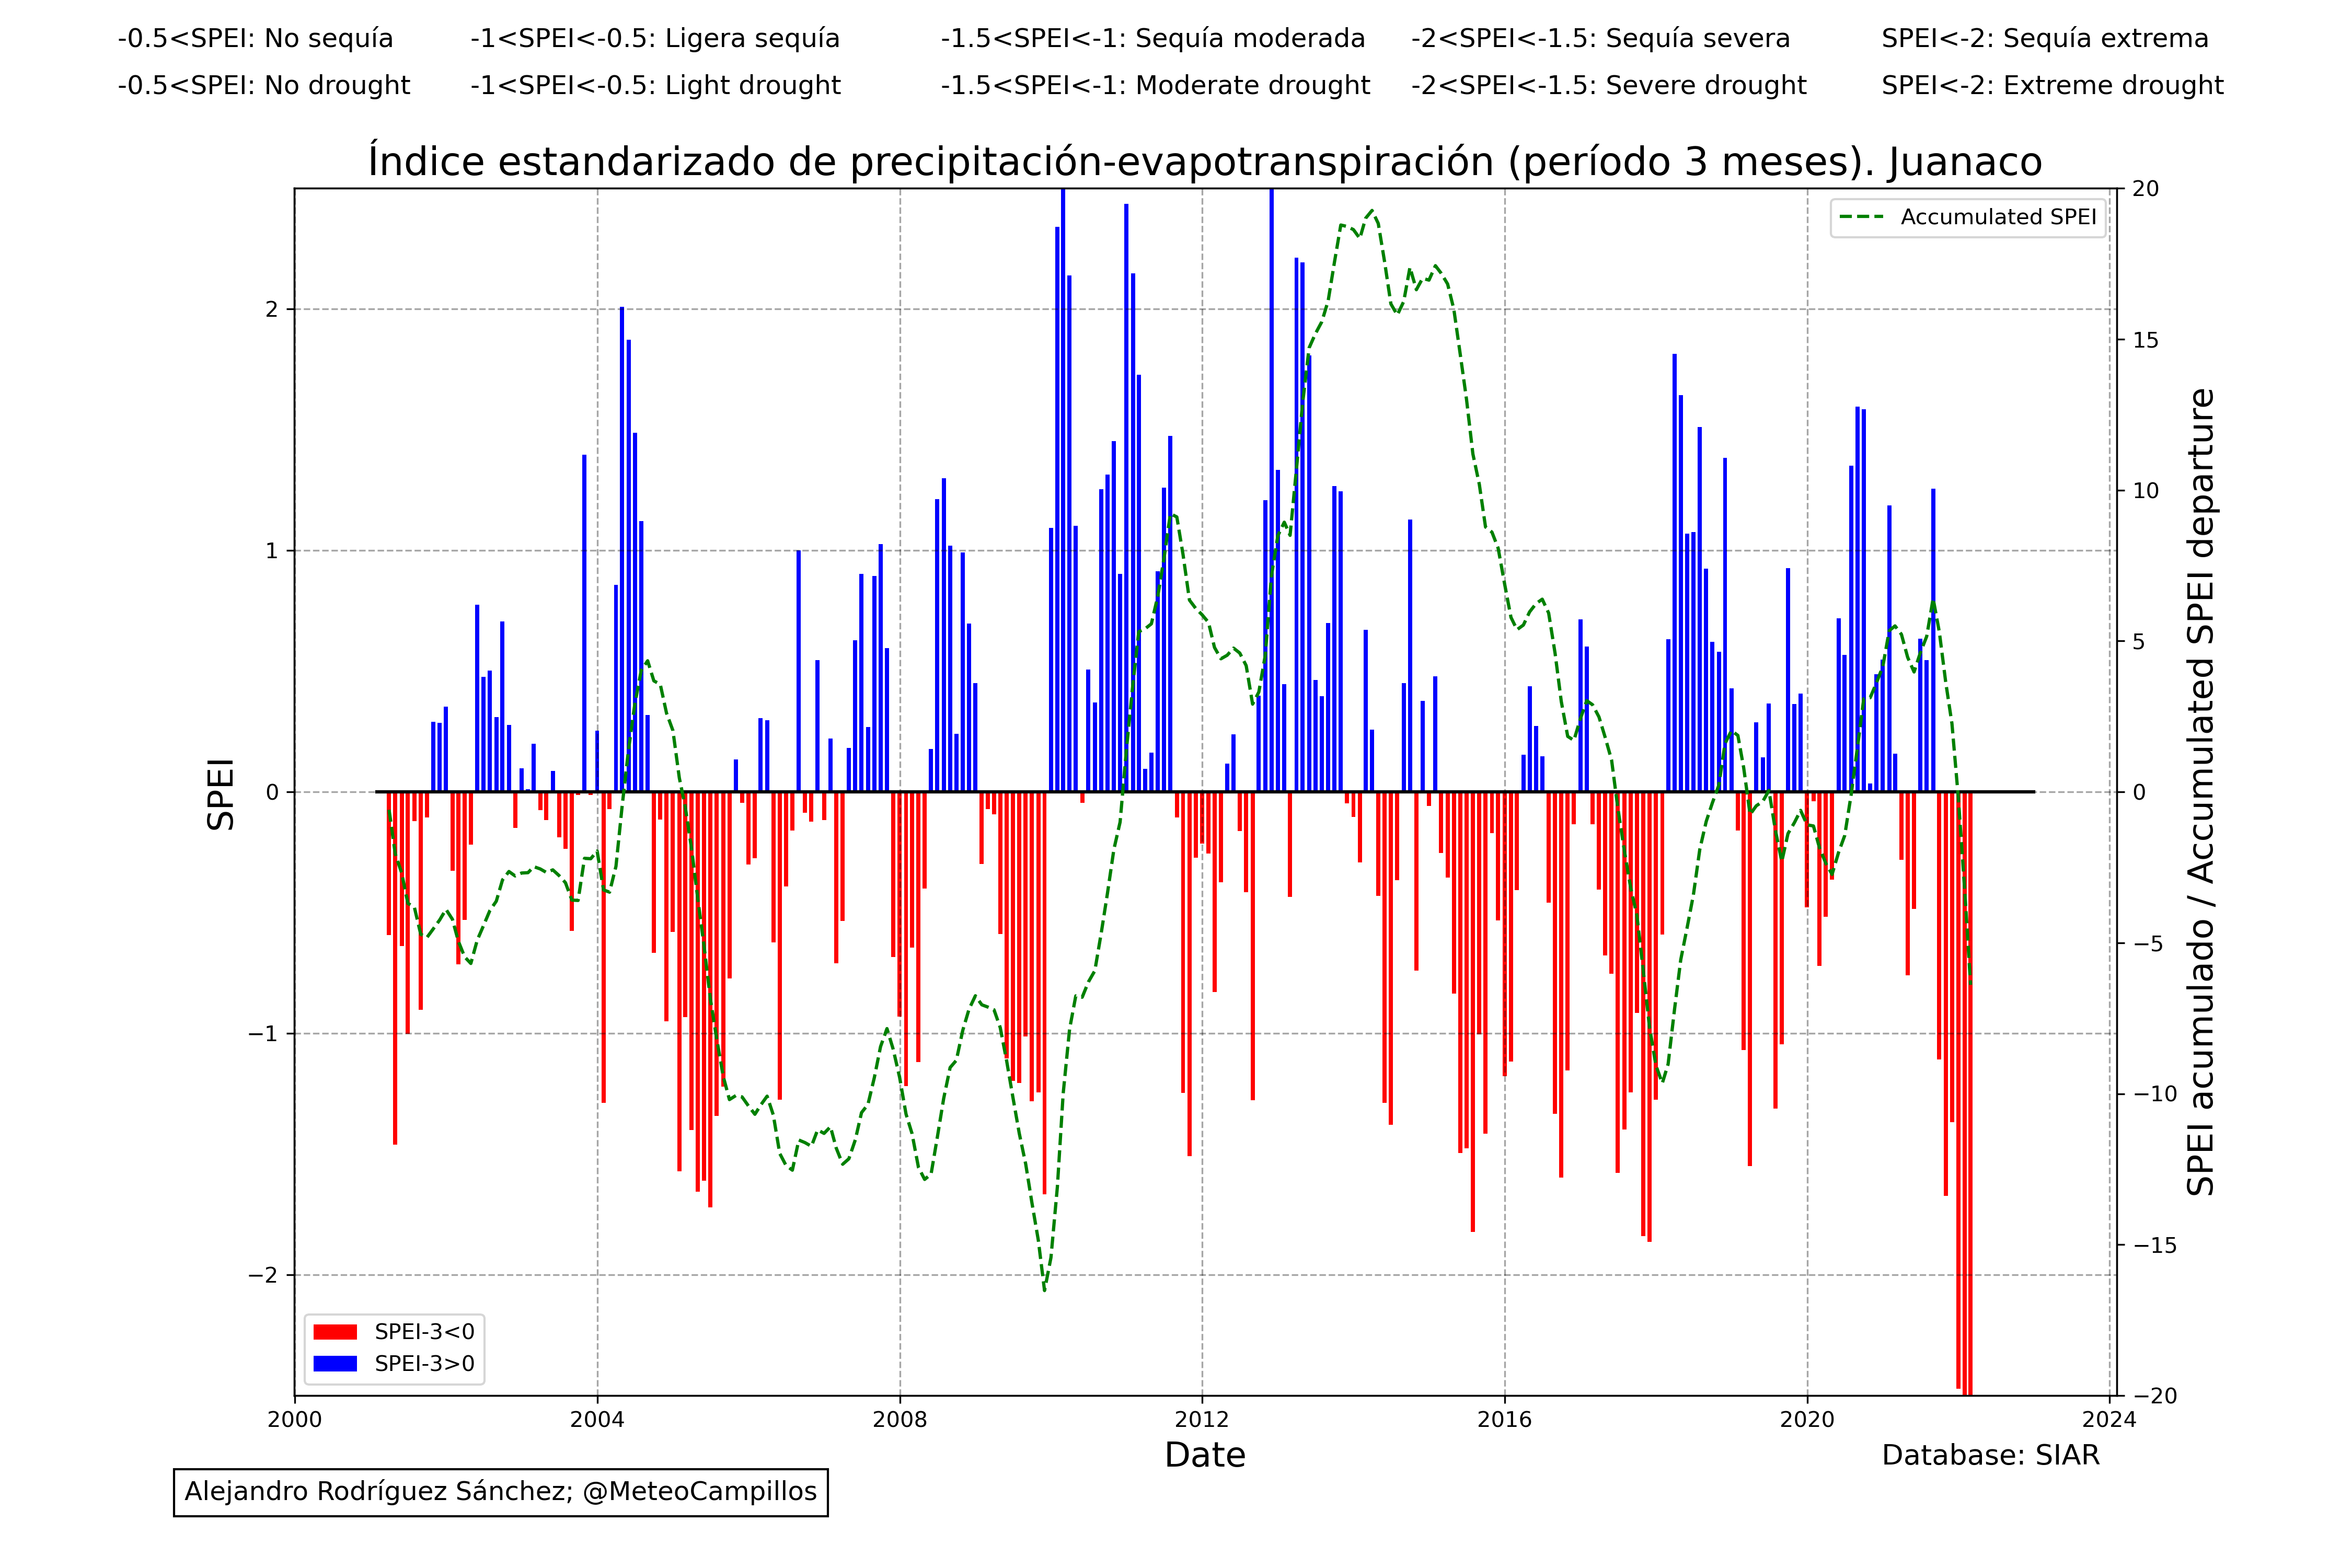 -0.5<SPEI: No sequía -1<SPEI<-0.5: Ligera sequía -1.5<SPEI<-1: Sequía moderada -2<SPEI<-1.5: Sequía severa SPEI<-2: Sequía extrema
-0.5<SPEI: No drought -1<SPEI<-0.5: Light drought -1.5<SPEI<-1: Moderate drought -2<SPEI<-1.5: Severe drought SPEI<-2: Extreme drought
Índice estandarizado de precipitación-evapotranspiración (período 3 meses). Juanaco
Accumulated SPEI
SPEI
2
1
0
−1
−2
20
15
10
5
0
−5
−10
−15
−20
SPEI acumulado / Accumulated SPEI departure
SPEI-3<0
SPEI-3>0
2000 2004 2008 2012 2016 2020 2024
Date
Database: SIAR
Alejandro Rodríguez Sánchez; @MeteoCampillos